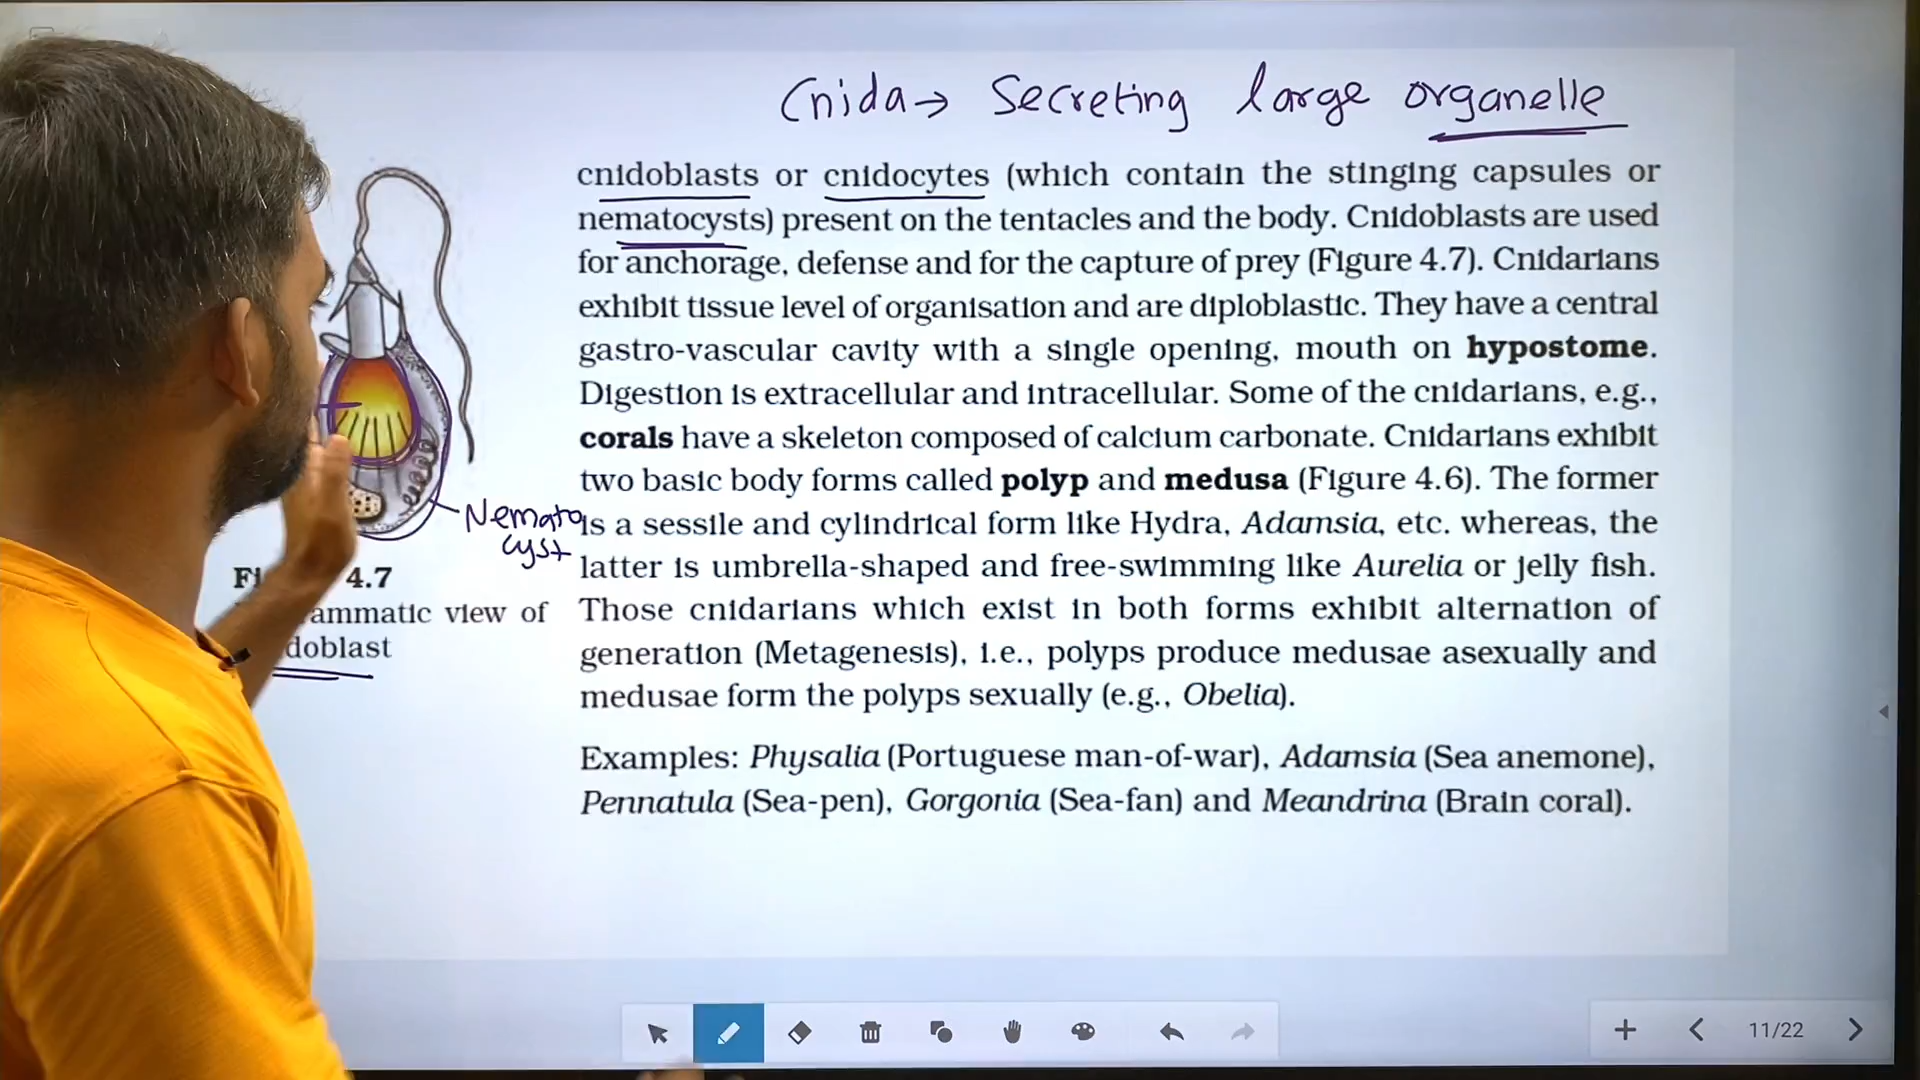 Cnida→ Secreting large organelle
cnidoblasts or cnidocytes (which contain the stinging capsules or
nematocysts) present on the tentacles and the body. Cnidoblasts are used
for anchorage, defense and for the capture of prey (Figure 4.7). Cnidarians
exhibit tissue level of organisation and are diploblastic. They have a central
gastro-vascular cavity with a single opening, mouth on hypostome.
Digestion is extracellular and intracellular. Some of the cnidarians, e.g.,
corals have a skeleton composed of calcium carbonate. Cnidarians exhibit
two basic body forms called polyp and medusa (Figure 4.6). The former
is a sessile and cylindrical form like Hydra, Adamsia, etc. whereas, the
latter is umbrella-shaped and free-swimming like Aurelia or jelly fish.
Those cnidarians which exist in both forms exhibit alternation of
generation (Metagenesis), i.e., polyps produce medusae asexually and
medusae form the polyps sexually (e.g., Obelia).
Examples: Physalia (Portuguese man-of-war), Adamsia (Sea anemone),
Pennatula (Sea-pen), Gorgonia (Sea-fan) and Meandrina (Brain coral).
Nemato
cyst
4.7
view of
11/22